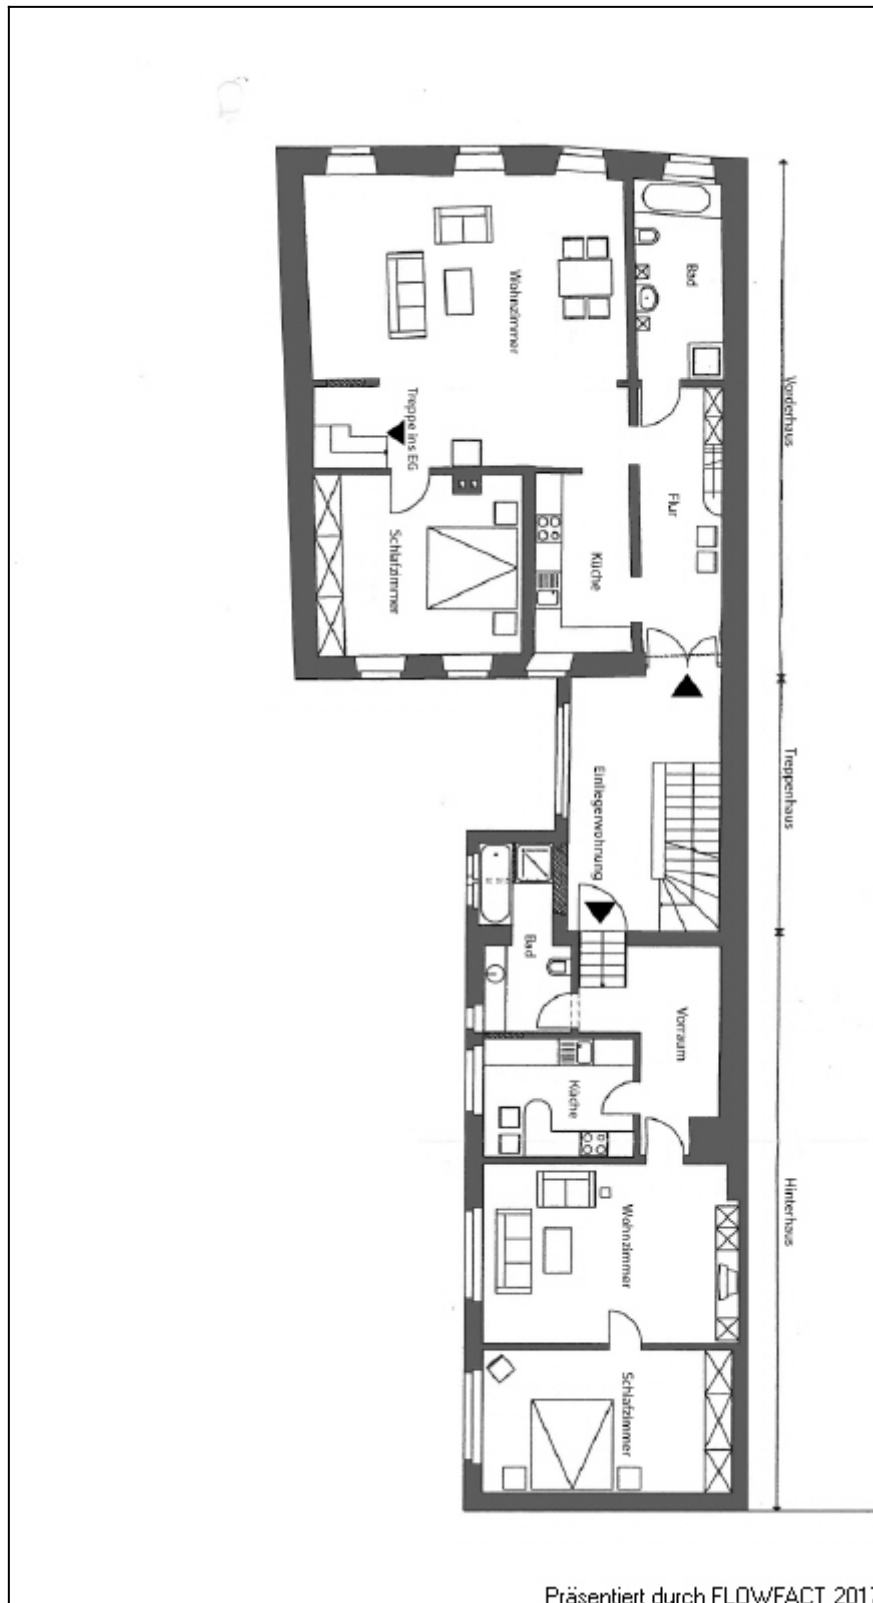 Bad
Wohnzimmer
Vorderhaus
Treppe ins EG
Flur
Schlafzimmer
Küche
Treppenhaus
Einliegerwohnung
Bad
Vorraum
Küche
Hinterhaus
Wohnzimmer
Schlafzimmer
Präsentiert durch FLOWFACT 2017